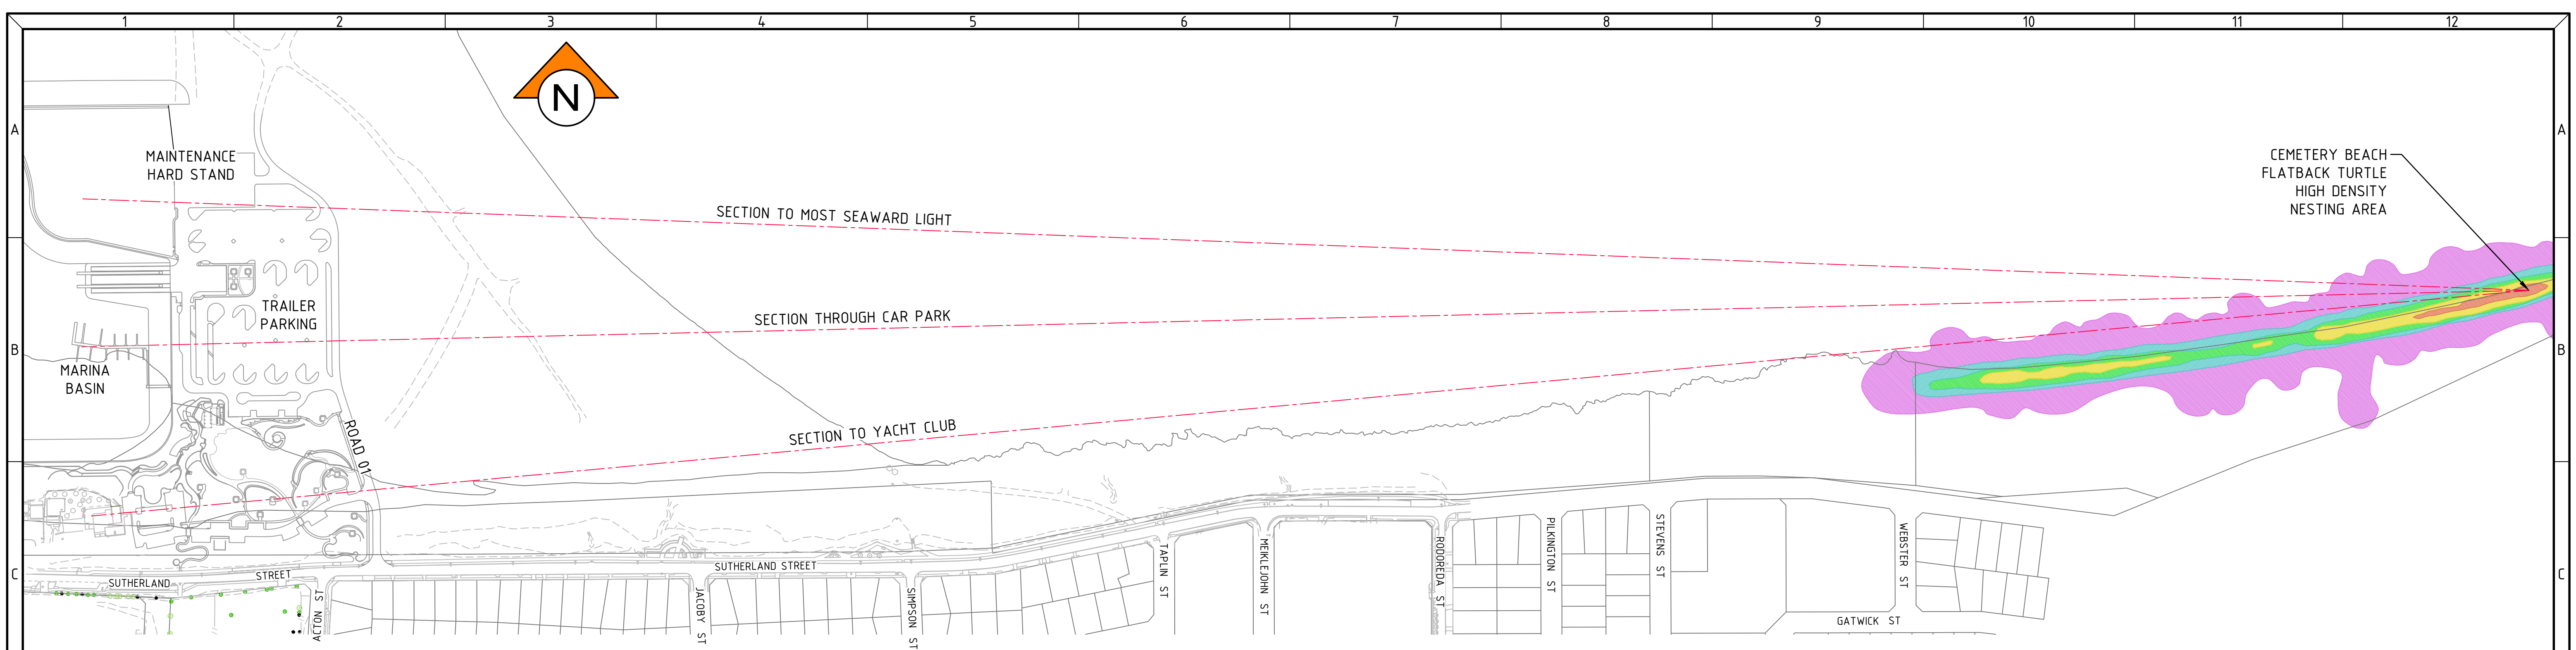 1 2 3 4 5 6 7 8 9 10 11 12
A
A
N
MAINTENANCE
HARD STAND
CEMETERY BEACH
FLATBACK TURTLE
HIGH DENSITY
NESTING AREA
SECTION TO MOST SEAWARD LIGHT
TRAILER
PARKING
SECTION THROUGH CAR PARK
B
B
MARINA
BASIN
SECTION TO YACHT CLUB
ROAD 01
C
C
SUTHERLAND STREET
SUTHERLAND STREET
ACTON ST
JACOBY ST
SIMPSON ST
TAPLIN ST
MEIKLEJOHN ST
RODOREDA ST
PILKINGTON ST
STEVENS ST
WEBSTER ST
GATWICK ST